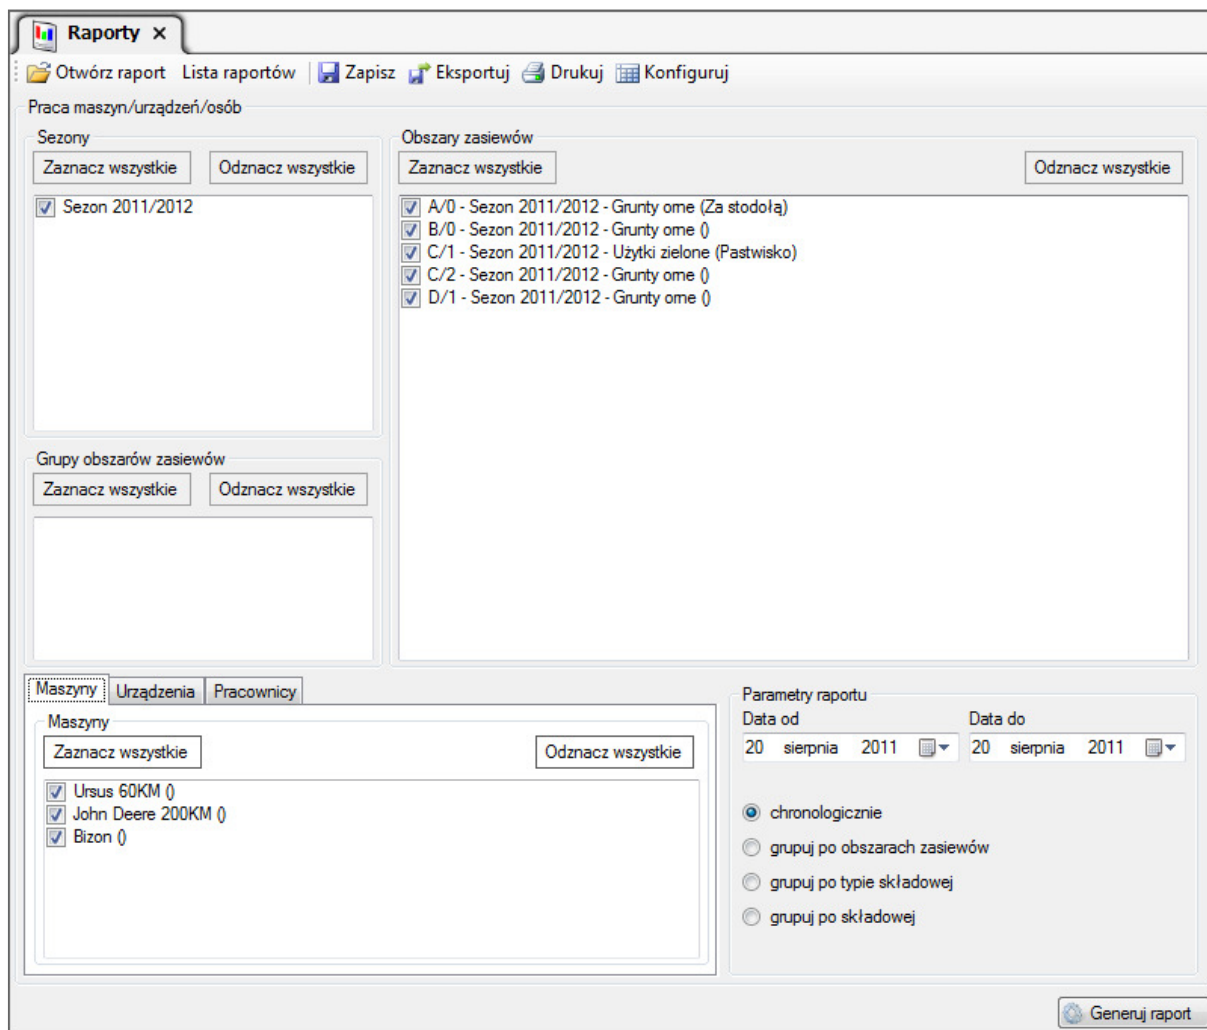 Raporty
Otwórz raport Lista raportów Zapisz Eksportuj Drukuj Konfiguruj
Praca maszyn/urządzeń/osób
Sezony
Zaznacz wszystkie Odznacz wszystkie
Sezon 2011/2012
Obszary zasiewów
Zaznacz wszystkie Odznacz wszystkie
A/0 - Sezon 2011/2012 - Grunty orne (Za stodołą)
B/0 - Sezon 2011/2012 - Grunty orne ()
C/1 - Sezon 2011/2012 - Użytki zielone (Pastwisko)
C/2 - Sezon 2011/2012 - Grunty orne ()
D/1 - Sezon 2011/2012 - Grunty orne ()
Grupy obszarów zasiewów
Zaznacz wszystkie Odznacz wszystkie
Maszyny Urządzenia Pracownicy
Maszyny
Zaznacz wszystkie Odznacz wszystkie
Ursus 60KM ()
John Deere 200KM ()
Bizon ()
Parametry raportu
Data od Data do
20 sierpnia 2011 20 sierpnia 2011
chronologicznie
grupuj po obszarach zasiewów
grupuj po typie składowej
grupuj po składowej
Generuj raport